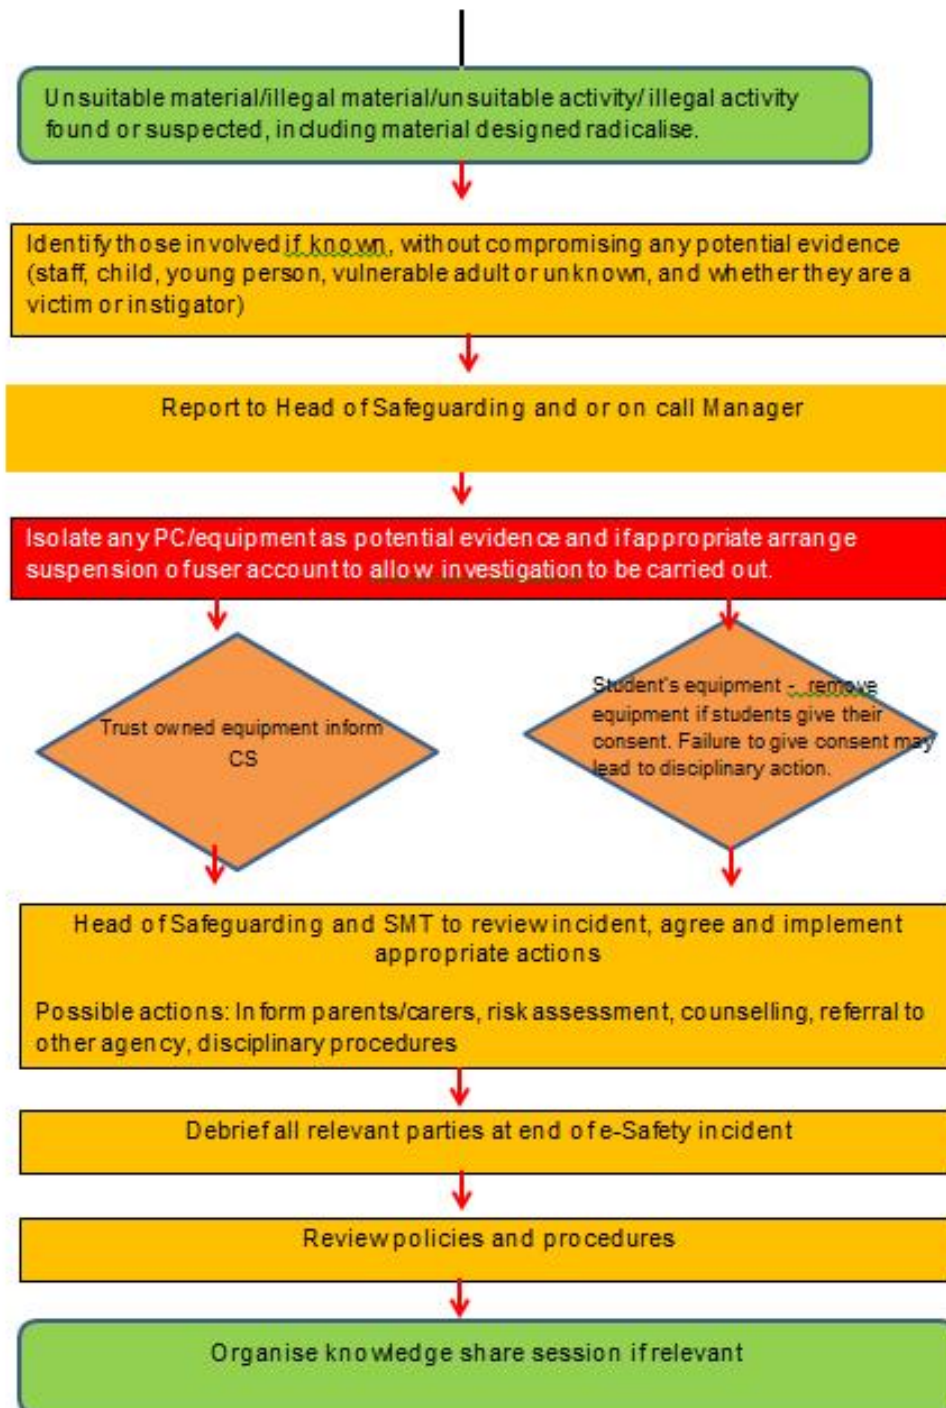 Unsuitable material/illegal material/unsuitable activity/ illegal activity
found or suspected, including material designed radicalise.
Identify those involved if known, without compromising any potential evidence
(staff, child, young person, vulnerable adult or unknown, and whether they are a
victim or instigator)
Report to Head of Safeguarding and or on call Manager
Isolate any PC/equipment as potential evidence and if appropriate arrange
suspension of user account to allow investigation to be carried out.
Trust owned equipment inform
CS
Student's equipment - remove
equipment if students give their
consent. Failure to give consent may
lead to disciplinary action.
Head of Safeguarding and SMT to review incident, agree and implement
appropriate actions
Possible actions: Inform parents/carers, risk assessment, counselling, referral to
other agency, disciplinary procedures
Debrief all relevant parties at end of e-Safety incident
Review policies and procedures
Organise knowledge share session if relevant